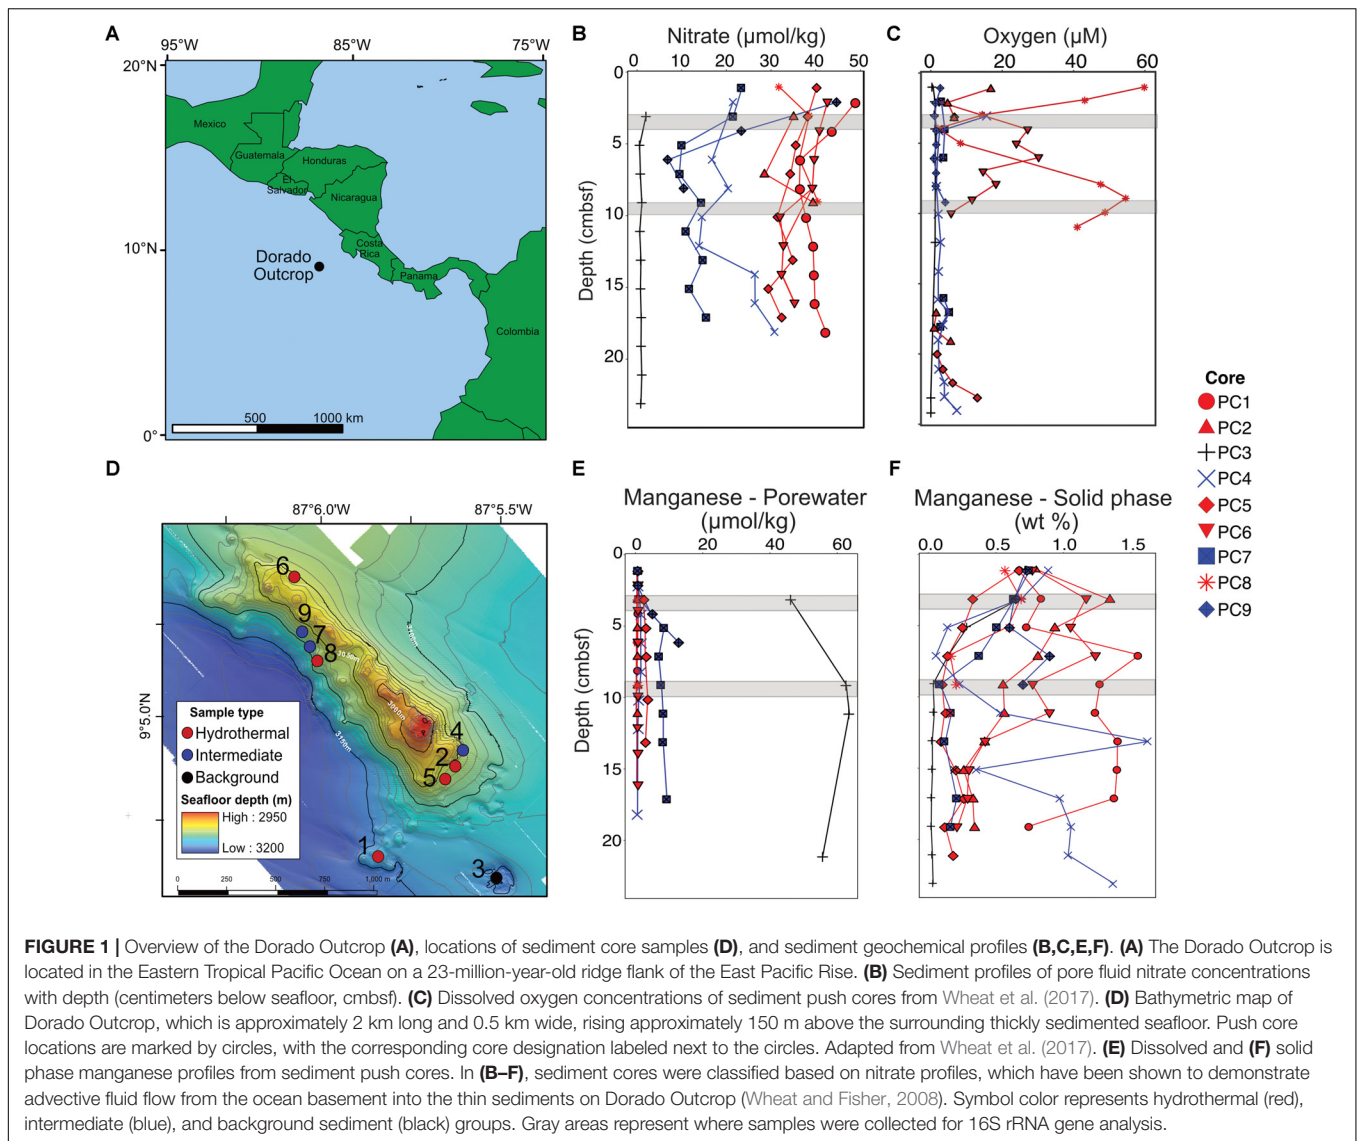 A
95°W 85°W 75°W
20°N
10°N
0°
Mexico
Guatemala
El
Salvador
Honduras
Nicaragua
Costa
Rica
Panama
Colombia
Dorado
Outcrop
500 1000 km
B
Nitrate (µmol/kg)
0 10 20 30 40 50
0
5
10
15
20
Depth (cmbsf)
C
Oxygen (µM)
0 20 40 60
Core
PC1
PC2
PC3
PC4
PC5
PC6
PC7
PC8
PC9
D
87°6.0'W 87°5.5'W
9°5.0'N
6
9
7
8
4
2
5
1
3
3100m
3050m
3000m
3150m
Sample type
Hydrothermal
Intermediate
Background
Seafloor depth (m)
High : 2950
Low : 3200
0 250 500 750 1,000 m
E
Manganese - Porewater
(µmol/kg)
0 20 40 60
0
5
10
15
20
Depth (cmbsf)
F
Manganese - Solid phase
(wt %)
0.0 0.5 1.0 1.5
FIGURE 1 | Overview of the Dorado Outcrop (A), locations of sediment core samples (D), and sediment geochemical profiles (B,C,E,F). (A) The Dorado Outcrop is
located in the Eastern Tropical Pacific Ocean on a 23-million-year-old ridge flank of the East Pacific Rise. (B) Sediment profiles of pore fluid nitrate concentrations
with depth (centimeters below seafloor, cmbsf). (C) Dissolved oxygen concentrations of sediment push cores from Wheat et al. (2017). (D) Bathymetric map of
Dorado Outcrop, which is approximately 2 km long and 0.5 km wide, rising approximately 150 m above the surrounding thickly sedimented seafloor. Push core
locations are marked by circles, with the corresponding core designation labeled next to the circles. Adapted from Wheat et al. (2017). (E) Dissolved and (F) solid
phase manganese profiles from sediment push cores. In (B–F), sediment cores were classified based on nitrate profiles, which have been shown to demonstrate
advective fluid flow from the ocean basement into the thin sediments on Dorado Outcrop (Wheat and Fisher, 2008). Symbol color represents hydrothermal (red),
intermediate (blue), and background sediment (black) groups. Gray areas represent where samples were collected for 16S rRNA gene analysis.